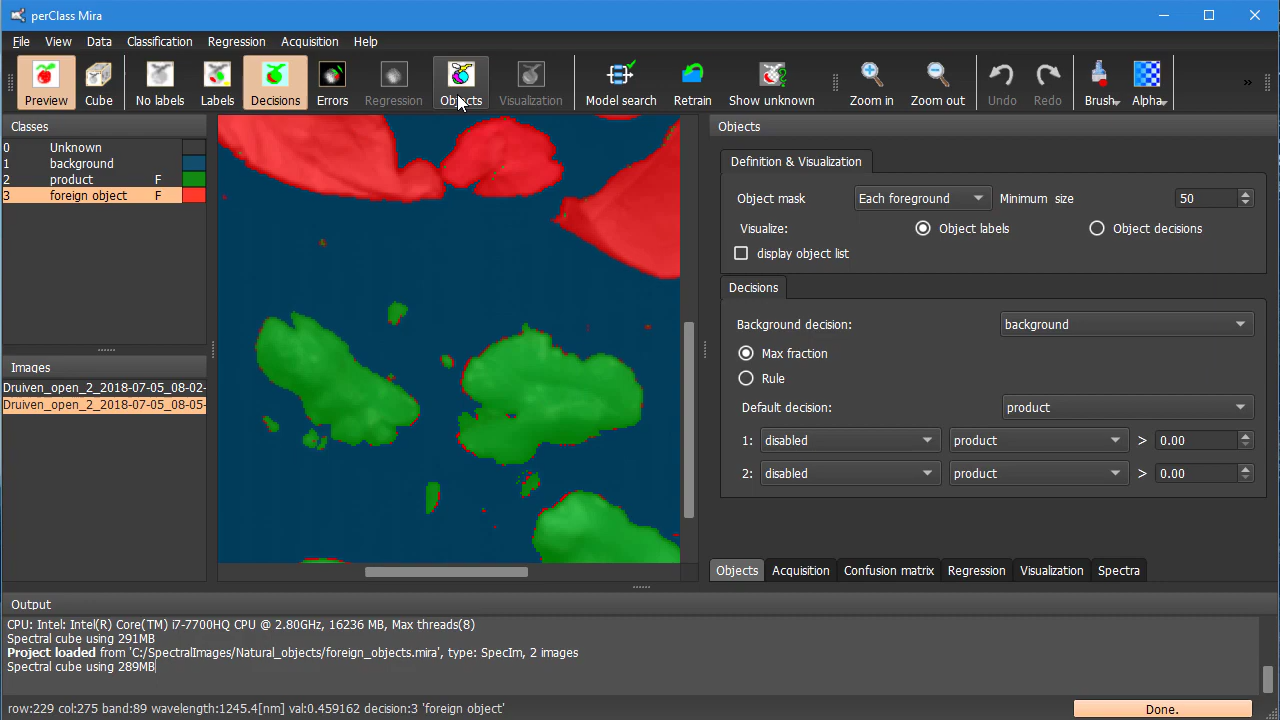 perClass Mira
File View Data Classification Regression Acquisition Help
Preview Cube No labels Labels Decisions Errors Regression Objects Visualization Model search Retrain Show unknown Zoom in Zoom out Undo Redo Brush Alpha
»
Classes
0 Unknown
1 background
2 product F
3 foreign object F
Images
Druiven_open_2_2018-07-05_08-02-
Druiven_open_2_2018-07-05_08-05-
Objects
Definition & Visualization
Object mask Each foreground Minimum size 50
Visualize: Object labels Object decisions
display object list
Decisions
Background decision: background
Max fraction
Rule
Default decision: product
1: disabled product > 0.00
2: disabled product > 0.00
Objects Acquisition Confusion matrix Regression Visualization Spectra
Output
CPU: Intel: Intel(R) Core(TM) i7-7700HQ CPU @ 2.80GHz, 16236 MB, Max threads(8)
Spectral cube using 291MB
Project loaded from 'C:/SpectralImages/Natural_objects/foreign_objects.mira', type: SpecIm, 2 images
Spectral cube using 289MB
row:229 col:275 band:89 wavelength:1245.4[nm] val:0.459162 decision:3 'foreign object'
Done.